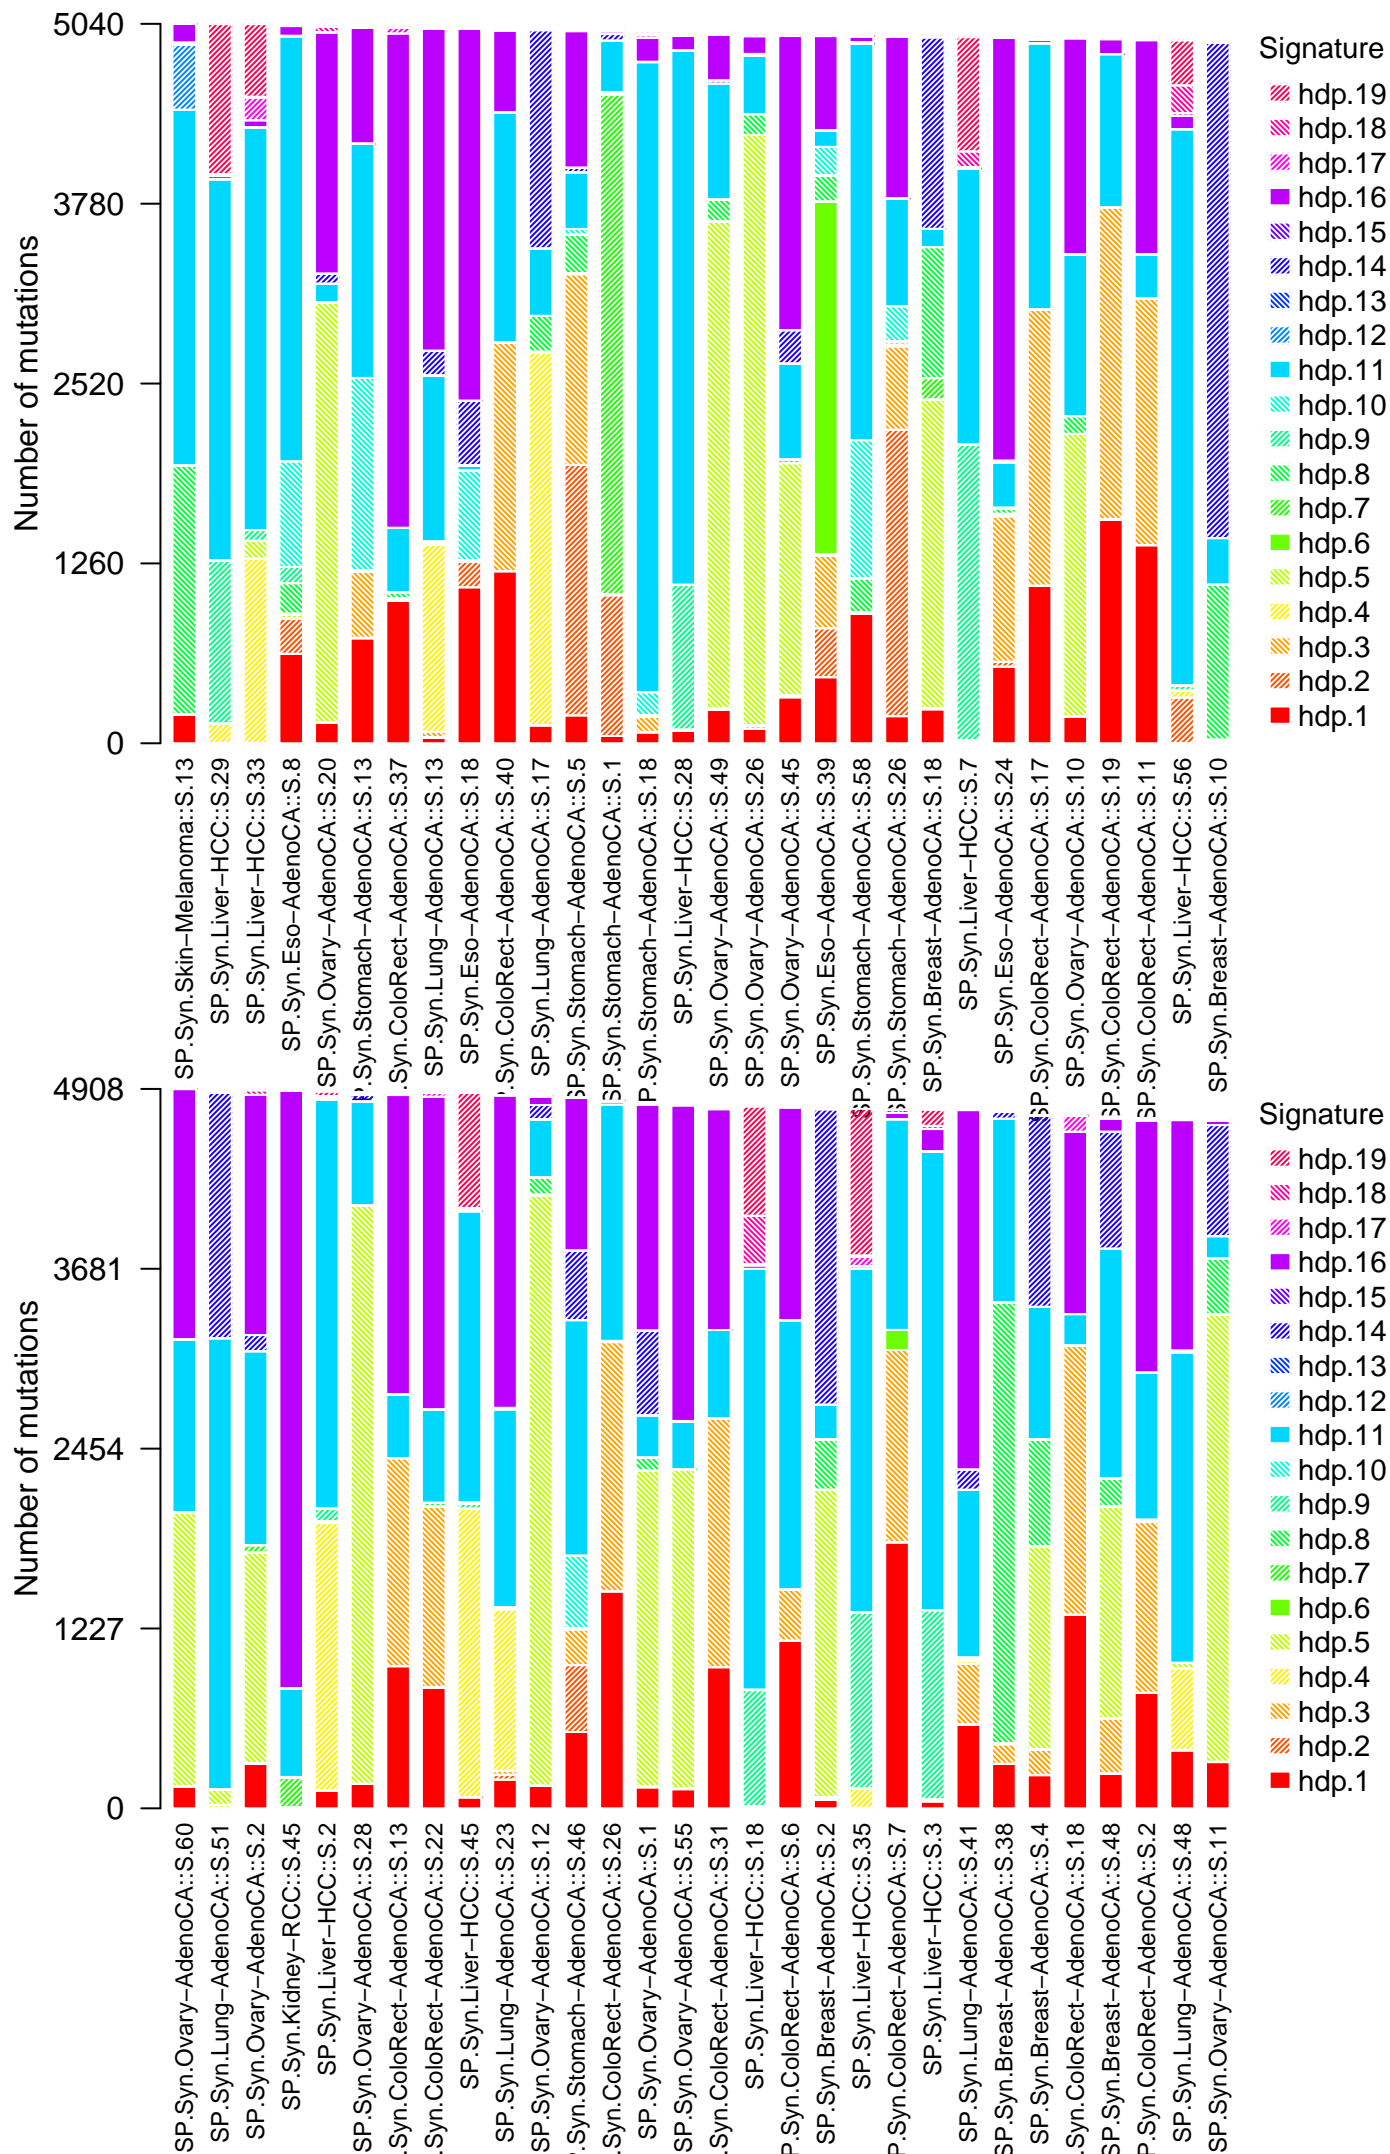 Number of mutations
5040
3780
2520
1260
0
SP.Syn.Skin−Melanoma::S.13
SP.Syn.Liver−HCC::S.29
SP.Syn.Liver−HCC::S.33
SP.Syn.Eso−AdenoCA::S.8
SP.Syn.Ovary−AdenoCA::S.20
P.Syn.Stomach−AdenoCA::S.13
.Syn.ColoRect−AdenoCA::S.37
SP.Syn.Lung−AdenoCA::S.13
SP.Syn.Eso−AdenoCA::S.18
.Syn.ColoRect−AdenoCA::S.40
SP.Syn.Lung−AdenoCA::S.17
SP.Syn.Stomach−AdenoCA::S.5
SP.Syn.Stomach−AdenoCA::S.1
P.Syn.Stomach−AdenoCA::S.18
SP.Syn.Liver−HCC::S.28
SP.Syn.Ovary−AdenoCA::S.49
SP.Syn.Ovary−AdenoCA::S.26
SP.Syn.Ovary−AdenoCA::S.45
SP.Syn.Eso−AdenoCA::S.39
SP.Syn.Stomach−AdenoCA::S.58
SP.Syn.Stomach−AdenoCA::S.26
SP.Syn.Breast−AdenoCA::S.18
SP.Syn.Liver−HCC::S.7
SP.Syn.Eso−AdenoCA::S.24
SP.Syn.ColoRect−AdenoCA::S.17
SP.Syn.Ovary−AdenoCA::S.10
SP.Syn.ColoRect−AdenoCA::S.19
SP.Syn.ColoRect−AdenoCA::S.11
SP.Syn.Liver−HCC::S.56
SP.Syn.Breast−AdenoCA::S.10
Signature
hdp.19
hdp.18
hdp.17
hdp.16
hdp.15
hdp.14
hdp.13
hdp.12
hdp.11
hdp.10
hdp.9
hdp.8
hdp.7
hdp.6
hdp.5
hdp.4
hdp.3
hdp.2
hdp.1
Number of mutations
4908
3681
2454
1227
0
SP.Syn.Ovary−AdenoCA::S.60
SP.Syn.Lung−AdenoCA::S.51
SP.Syn.Ovary−AdenoCA::S.2
SP.Syn.Kidney−RCC::S.45
SP.Syn.Liver−HCC::S.2
SP.Syn.Ovary−AdenoCA::S.28
.Syn.ColoRect−AdenoCA::S.13
.Syn.ColoRect−AdenoCA::S.22
SP.Syn.Liver−HCC::S.45
SP.Syn.Lung−AdenoCA::S.23
SP.Syn.Ovary−AdenoCA::S.12
P.Syn.Stomach−AdenoCA::S.46
.Syn.ColoRect−AdenoCA::S.26
SP.Syn.Ovary−AdenoCA::S.1
SP.Syn.Ovary−AdenoCA::S.55
.Syn.ColoRect−AdenoCA::S.31
SP.Syn.Liver−HCC::S.18
P.Syn.ColoRect−AdenoCA::S.6
SP.Syn.Breast−AdenoCA::S.2
SP.Syn.Liver−HCC::S.35
P.Syn.ColoRect−AdenoCA::S.7
SP.Syn.Liver−HCC::S.3
SP.Syn.Lung−AdenoCA::S.41
SP.Syn.Breast−AdenoCA::S.38
SP.Syn.Breast−AdenoCA::S.4
.Syn.ColoRect−AdenoCA::S.18
SP.Syn.Breast−AdenoCA::S.48
P.Syn.ColoRect−AdenoCA::S.2
SP.Syn.Lung−AdenoCA::S.48
SP.Syn.Ovary−AdenoCA::S.11
Signature
hdp.19
hdp.18
hdp.17
hdp.16
hdp.15
hdp.14
hdp.13
hdp.12
hdp.11
hdp.10
hdp.9
hdp.8
hdp.7
hdp.6
hdp.5
hdp.4
hdp.3
hdp.2
hdp.1